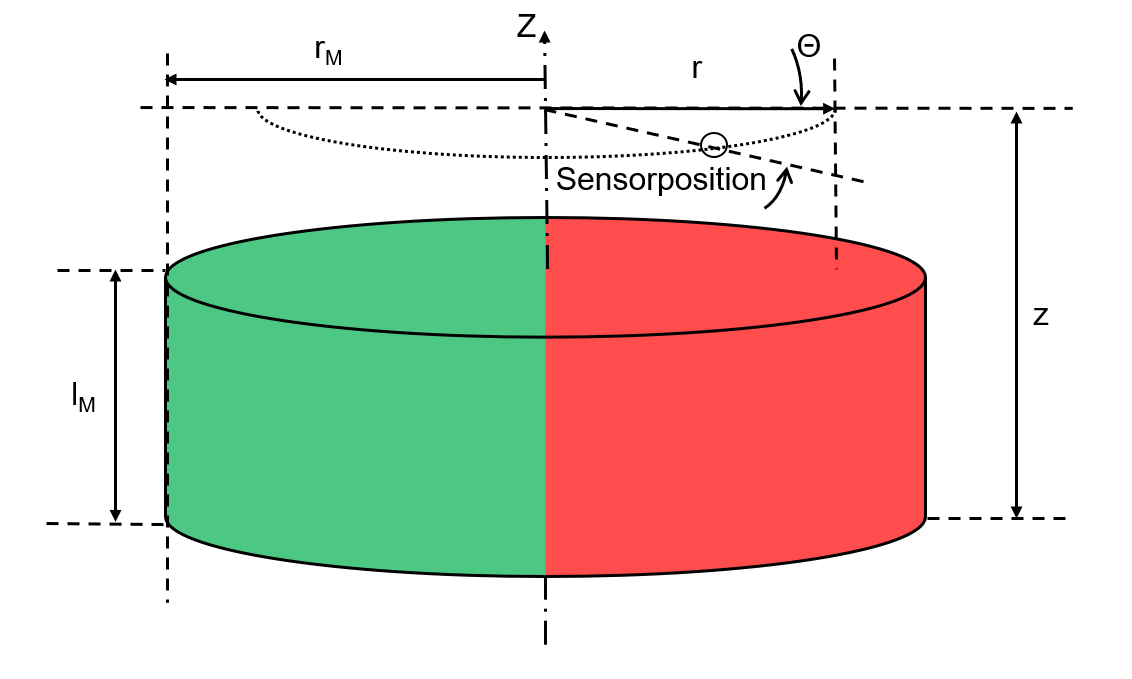 Z
r_M
r
Θ
Sensorposition
z
l_M